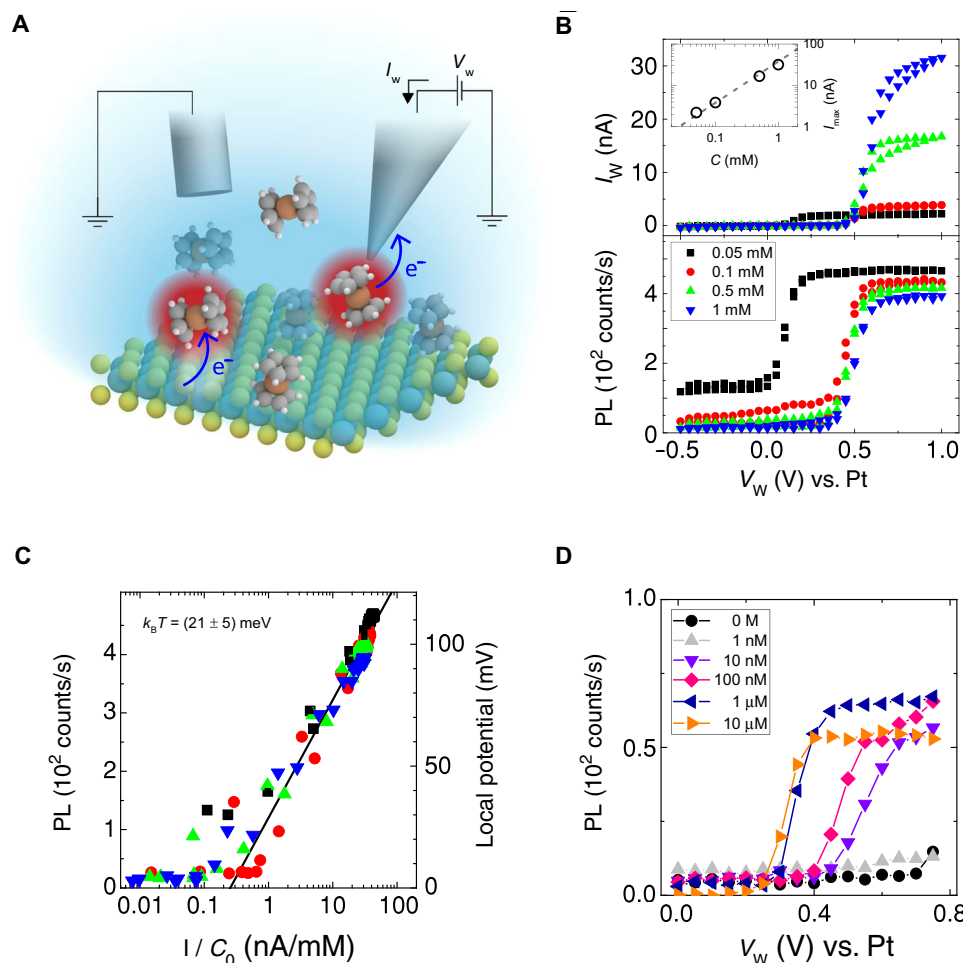 A
I_w
V_w
e⁻
e⁻
B
30
20
10
0
I_W (nA)
100
10
1
I_max (nA)
0.1
1
C (mM)
4
2
0
PL (10² counts/s)
0.05 mM
0.1 mM
0.5 mM
1 mM
−0.5
0.0
0.5
1.0
V_W (V) vs. Pt
C
k_BT = (21 ± 5) meV
4
3
2
1
0
PL (10² counts/s)
100
50
0
Local potential (mV)
0.01
0.1
1
10
100
I / C₀ (nA/mM)
D
1.0
0.5
0.0
PL (10² counts/s)
0 M
1 nM
10 nM
100 nM
1 μM
10 μM
0.0
0.4
0.8
V_W (V) vs. Pt